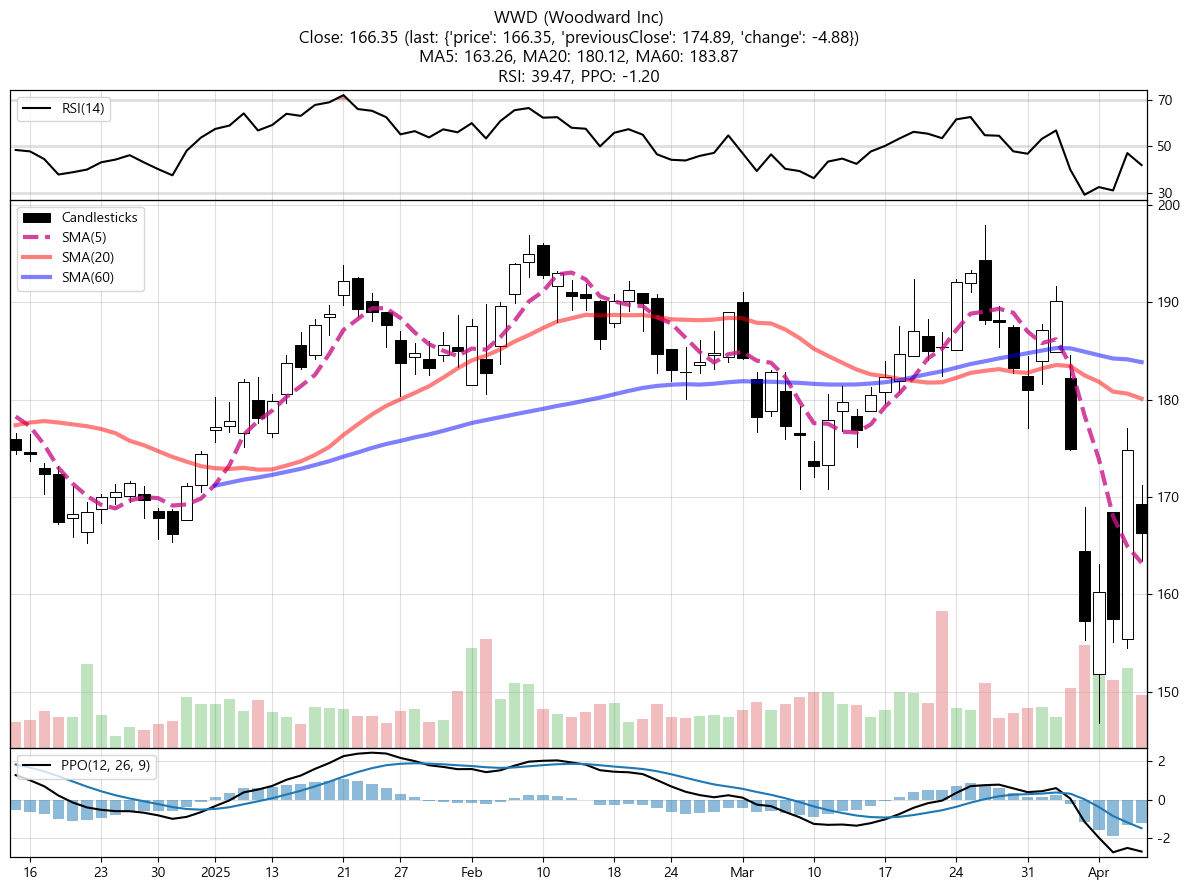 WWD (Woodward Inc)
Close: 166.35 (last: {'price': 166.35, 'previousClose': 174.89, 'change': -4.88})
MA5: 163.26, MA20: 180.12, MA60: 183.87
RSI: 39.47, PPO: -1.20
RSI(14)
70
50
30
Candlesticks
SMA(5)
SMA(20)
SMA(60)
200
190
180
170
160
150
PPO(12, 26, 9)
2
0
-2
16 23 30 2025 13 21 27 Feb 10 18 24 Mar 10 17 24 31 Apr